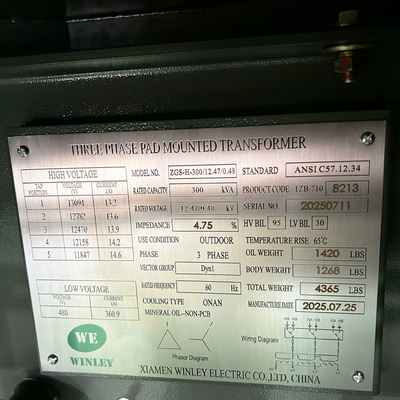 THREE PHASE PAD MOUNTED TRANSFORMER
HIGH VOLTAGE
TAP POSITION VOLTAGE (V) CURRENT (A)
1 13094 13.2
2 12782 13.6
3 12470 13.9
4 12158 14.2
5 11847 14.6
LOW VOLTAGE
VOLTAGE (V) CURRENT (A)
480 360.9
WE
WINLEY
MODEL NO. ZGS-H-300/12.47/0.48 STANDARD ANSI C57.12.34
RATED CAPACITY 300 kVA PRODUCT CODE 1ZB.710 8213
RATED VOLTAGE 12.47/0.48 kV SERIAL NO. 20250711
IMPEDANCE 4.75 % HV BIL 95 LV BIL 30
USE CONDITION OUTDOOR TEMPERATURE RISE 65℃
PHASE 3 PHASE OIL WEIGHT 1420 LBS
VECTOR GROUP Dyn1 BODY WEIGHT 1268 LBS
RATED FREQUENCY 60 Hz TOTAL WEIGHT 4365 LBS
COOLING TYPE ONAN MANUFACTURE DATE 2025.07.25
MINERAL OIL-NON-PCB
Phasor Diagram
Wiring Diagram
XIAMEN WINLEY ELECTRIC CO.,LTD, CHINA